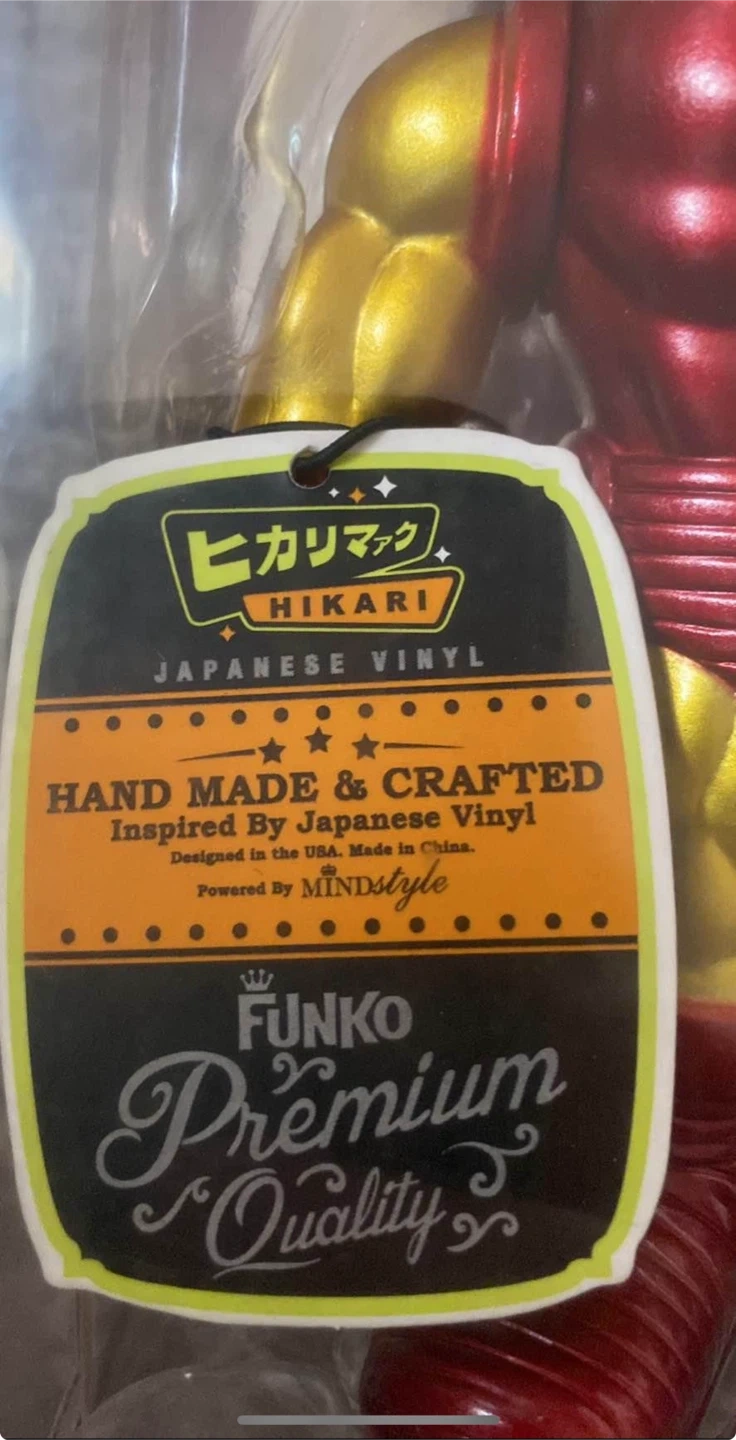 ヒカリマァク
HIKARI
JAPANESE VINYL
HAND MADE & CRAFTED
Inspired By Japanese Vinyl
Designed in the USA. Made in China.
Powered By MINDstyle
FUNKO
Premium
Quality